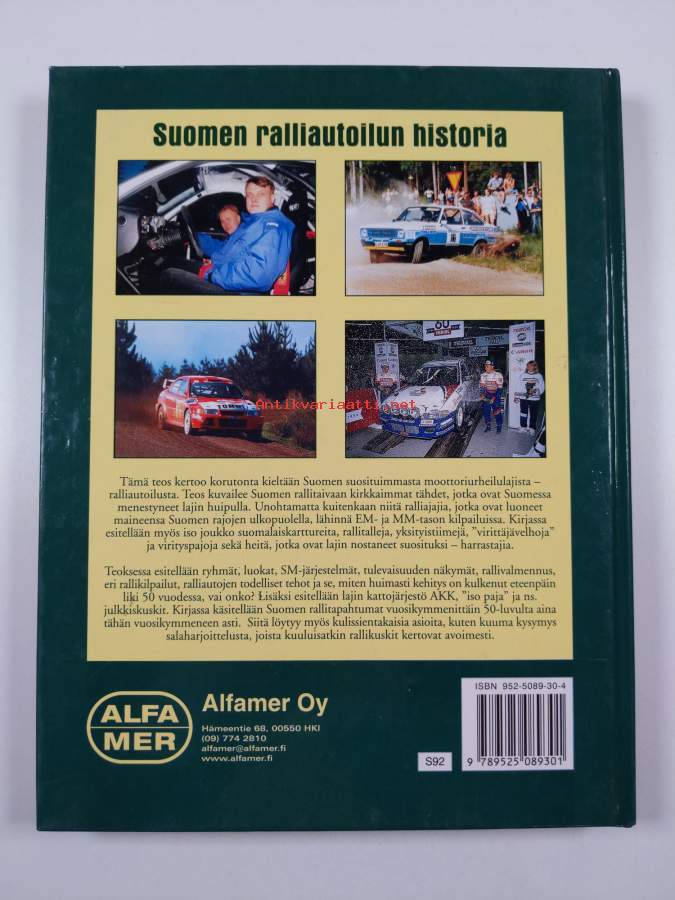 Suomen ralliautoilun historia
60
CANON
TOMMI
Antikvariaatti.net
Tämä teos kertoo korutonta kieltään Suomen suosituimmasta moottoriurheilulajista –
ralliautoilusta. Teos kuvailee Suomen rallitaivaan kirkkaimmat tähdet, jotka ovat Suomessa
menestyneet lajin huipulla. Unohtamatta kuitenkaan niitä ralliajajia, jotka ovat luoneet
maineensa Suomen rajojen ulkopuolella, lähinnä EM- ja MM-tason kilpailuissa. Kirjassa
esitellään myös iso joukko suomalaiskarttureita, rallitalleja, yksityistiimejä, "virittäjävelhoja"
ja virityspajoja sekä heitä, jotka ovat lajin nostaneet suosituksi – harrastajia.
Teoksessa esitellään ryhmät, luokat, SM-järjestelmät, tulevaisuuden näkymät, rallivalmennus,
eri rallikilpailut, ralliautojen todelliset tehot ja se, miten huimasti kehitys on kulkenut eteenpäin
liki 50 vuodessa, vai onko? Lisäksi esitellään lajin kattojärjestö AKK, "iso paja" ja ns.
julkkiskuskit. Kirjassa käsitellään Suomen rallitapahtumat vuosikymmenittäin 50-luvulta aina
tähän vuosikymmeneen asti. Siitä löytyy myös kulissientakaisia asioita, kuten kuuma kysymys
salaharjoittelusta, joista kuuluisatkin rallikuskit kertovat avoimesti.
ALFA
MER
Alfamer Oy
Hämeentie 68, 00550 HKI
(09) 774 2810
alfamer@alfamer.fi
www.alfamer.fi
S92
ISBN 952-5089-30-4
9 789525 089301